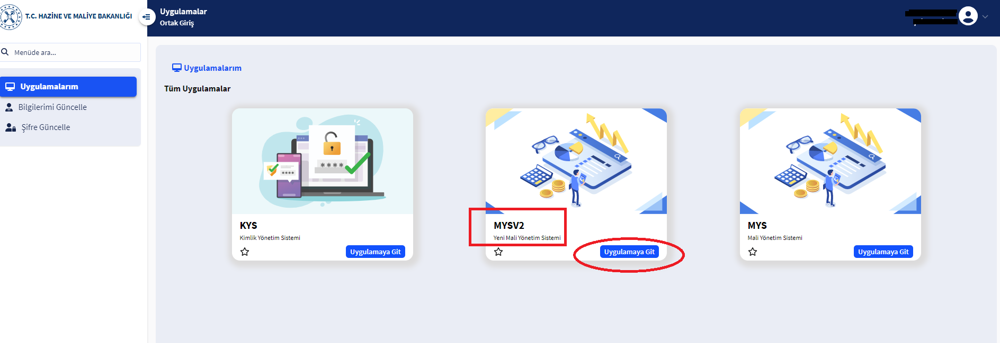 T.C. HAZİNE VE MALİYE BAKANLIĞI
Uygulamalar
Ortak Giriş
Menüde ara...
Uygulamalarım
Bilgilerimi Güncelle
Şifre Güncelle
Uygulamalarım
Tüm Uygulamalar
KYS
Kimlik Yönetim Sistemi
Uygulamaya Git
MYSV2
Yeni Mali Yönetim Sistemi
Uygulamaya Git
MYS
Mali Yönetim Sistemi
Uygulamaya Git